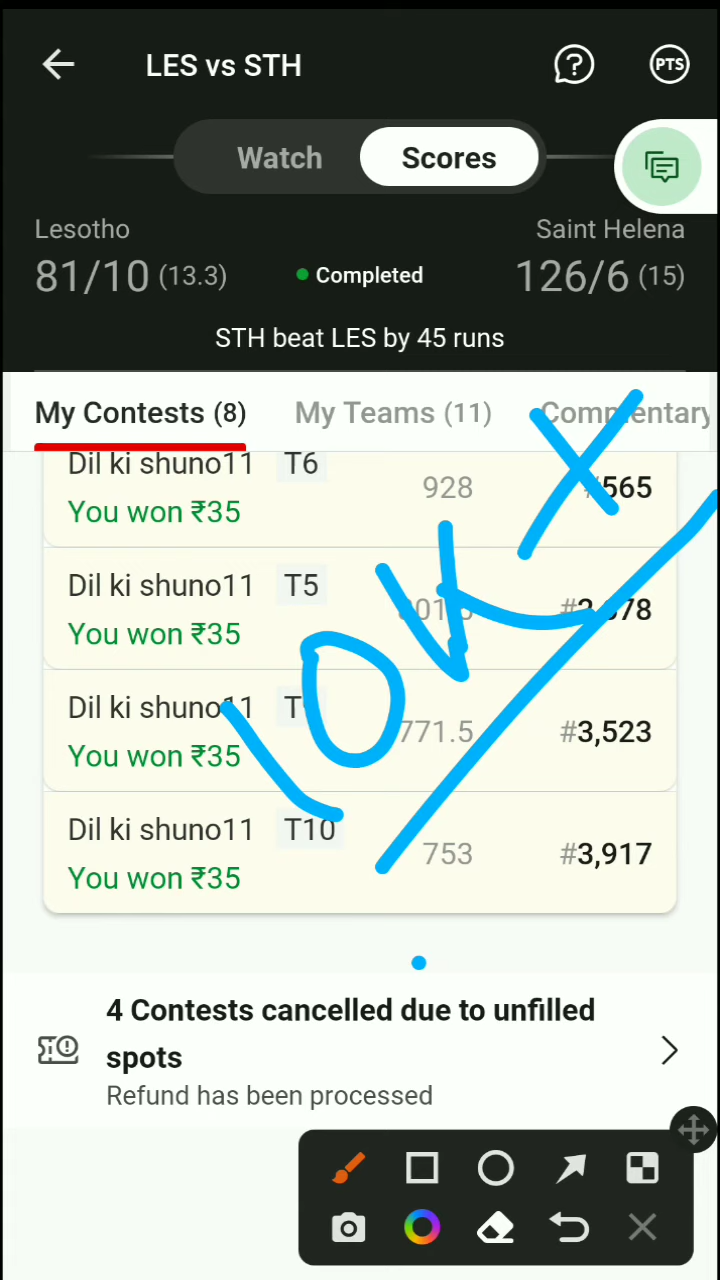 LES vs STH
PTS
Watch
Scores
Lesotho
Saint Helena
81/10 (13.3)
Completed
126/6 (15)
STH beat LES by 45 runs
My Contests (8)
My Teams (11)
Commentary
Dil ki shuno11 T6
928
#565
You won ₹35
Dil ki shuno11 T5
You won ₹35
Dil ki shuno11
771.5
#3,523
You won ₹35
Dil ki shuno11 T10
753
#3,917
You won ₹35
4 Contests cancelled due to unfilled
spots
Refund has been processed